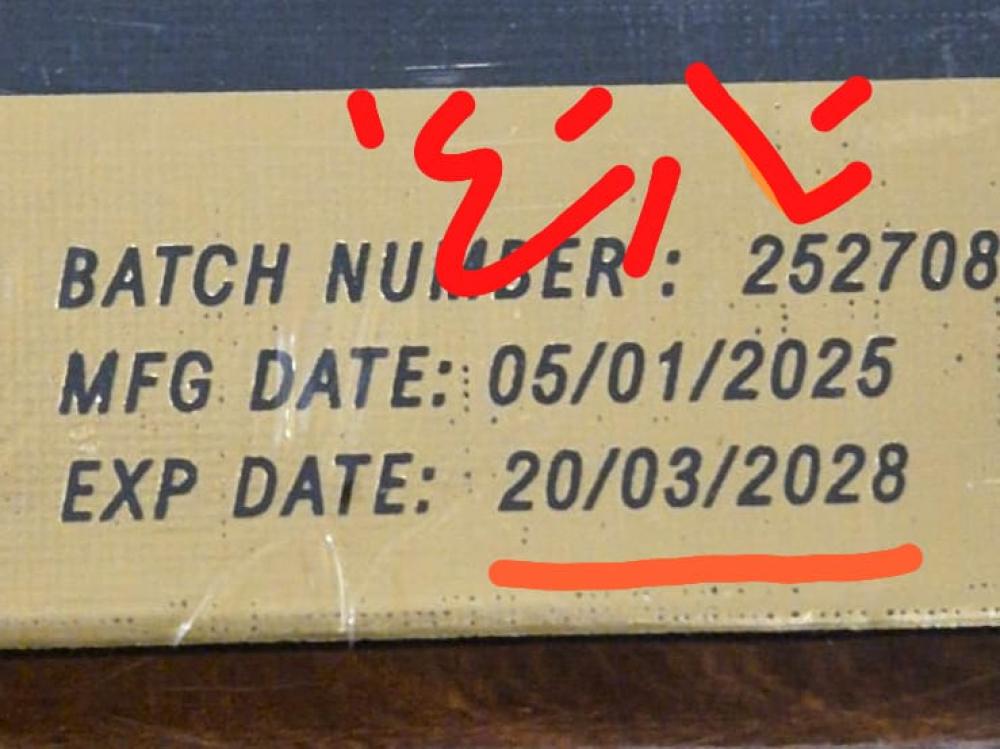 BATCH NUMBER : 252708
MFG DATE: 05/01/2025
EXP DATE: 20/03/2028